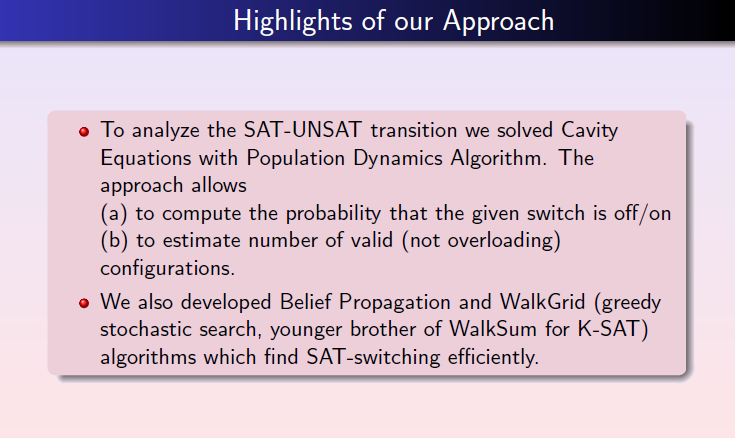 Highlights of our Approach
To analyze the SAT-UNSAT transition we solved Cavity
Equations with Population Dynamics Algorithm. The
approach allows
(a) to compute the probability that the given switch is off/on
(b) to estimate number of valid (not overloading)
configurations.
We also developed Belief Propagation and WalkGrid (greedy
stochastic search, younger brother of WalkSum for K-SAT)
algorithms which find SAT-switching efficiently.